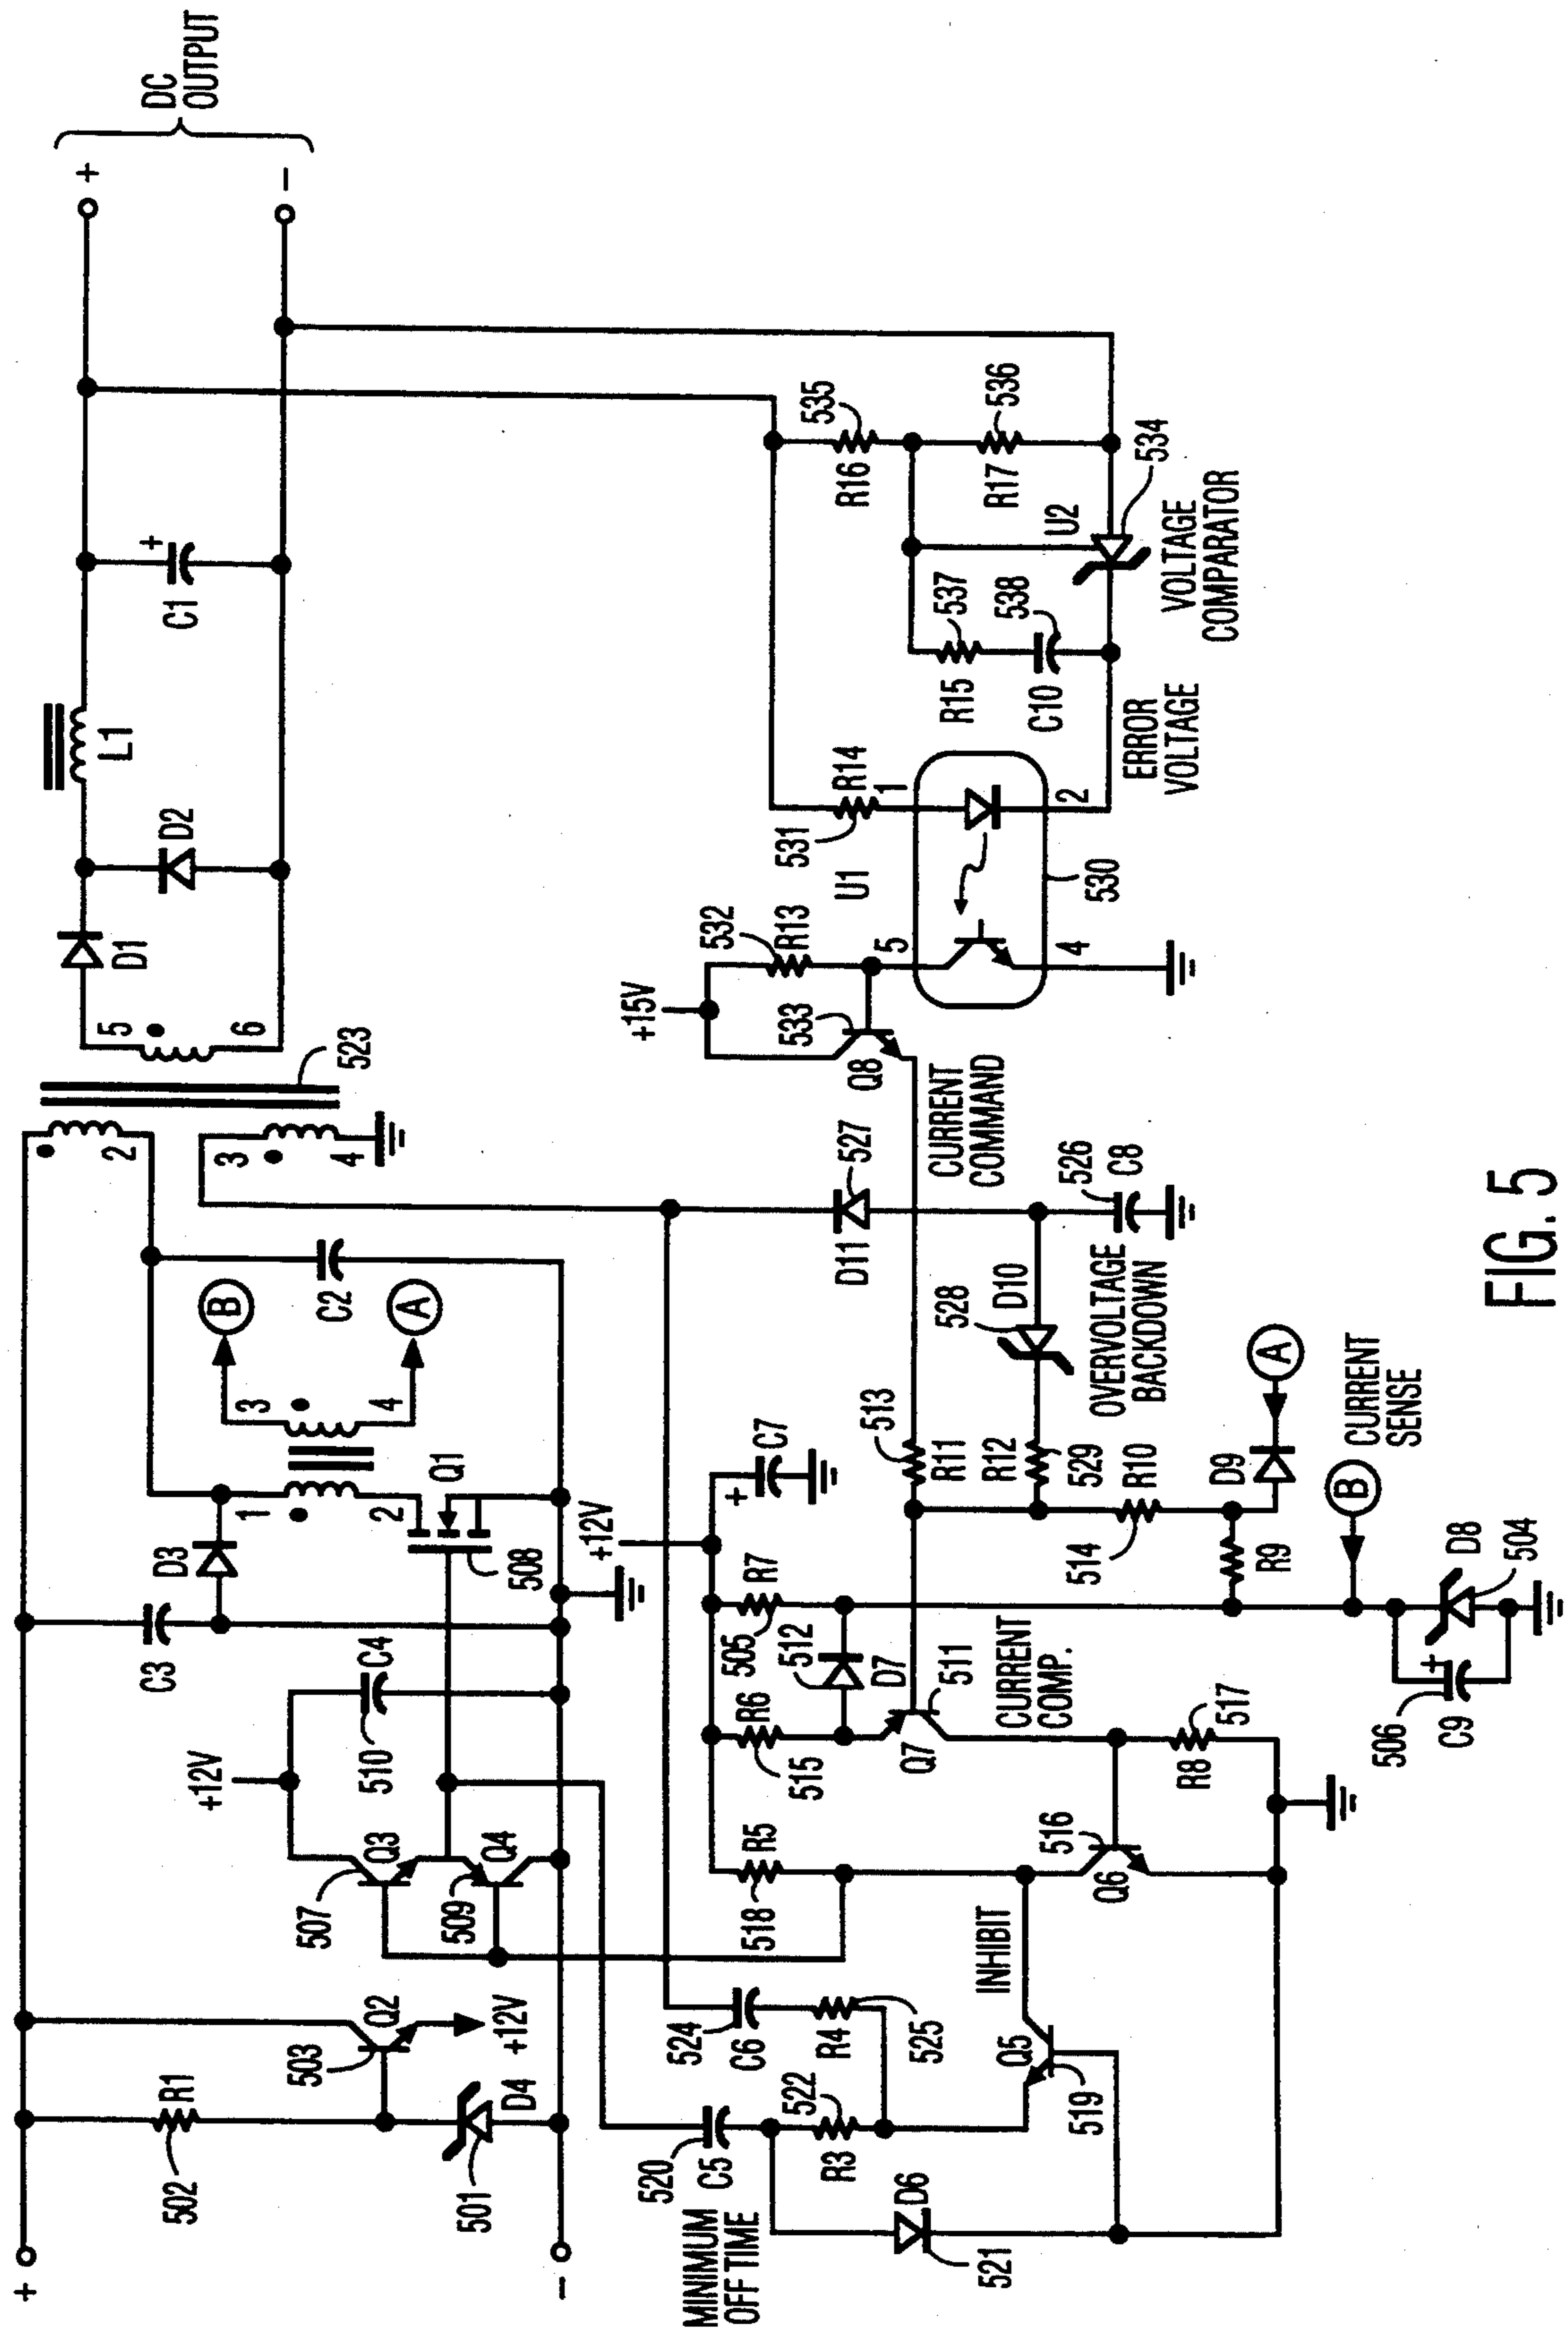 +
−
502
R1
501
D4
503
Q2
+12V
507
Q3
509
Q4
+12V
510
C4
C3
D3
1
2
Q1
508
3
4
B
A
C2
2
3
4
523
5
6
D1
D2
L1
C1
+
+
−
DC
OUTPUT
MINIMUM
OFF TIME
520
C5
521
D6
522
R3
524
C6
R4
525
INHIBIT
Q5
519
518
R5
516
Q6
515
R6
505
R7
512
D7
511
Q7
CURRENT
COMP.
517
R8
+12V
+
C7
513
R11
R12
529
514
R10
R9
D9
A
B
CURRENT
SENSE
D8
504
506
+
C9
528
D10
OVERVOLTAGE
BACKDOWN
D11
527
526
C8
CURRENT
COMMAND
+15V
532
R13
533
Q8
U1
5
4
530
531
R14
1
2
ERROR
VOLTAGE
R15
537
C10
538
R16
535
R17
536
U2
534
VOLTAGE
COMPARATOR
FIG. 5